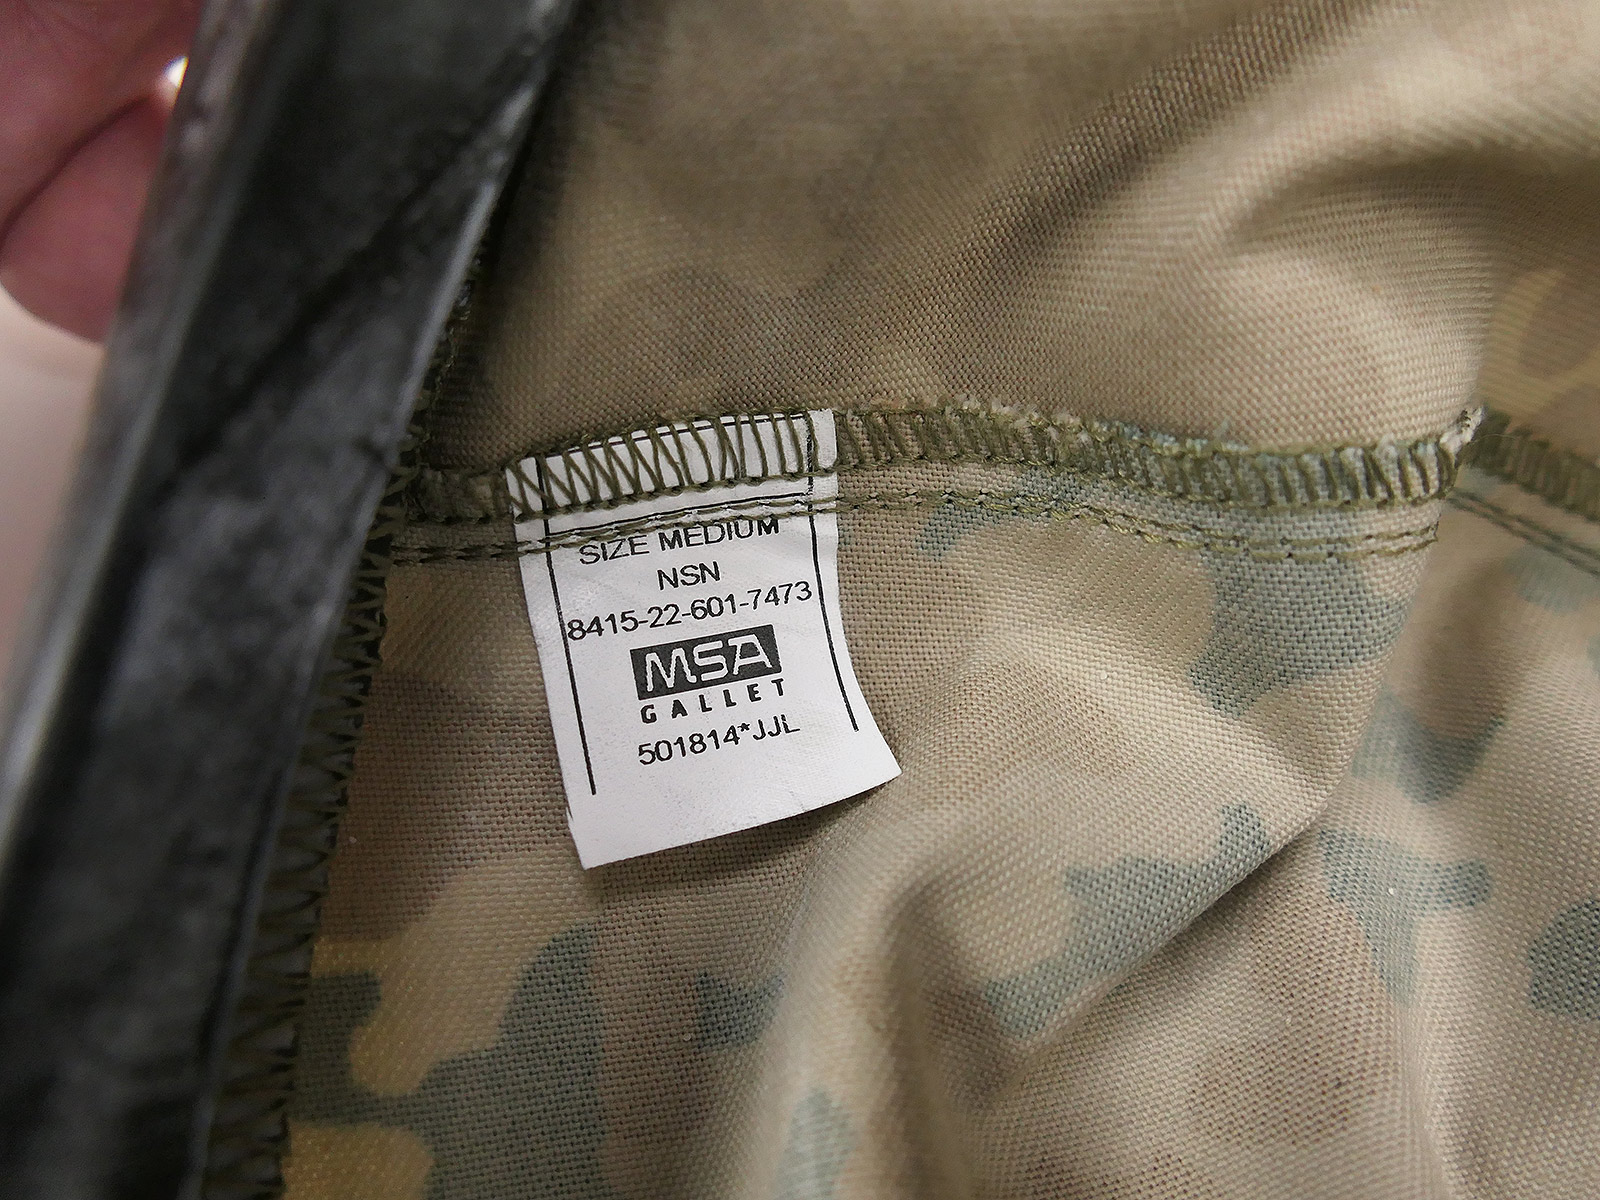 SIZE MEDIUM
NSN
8415-22-601-7473
MSA
GALLET
501814*JJL